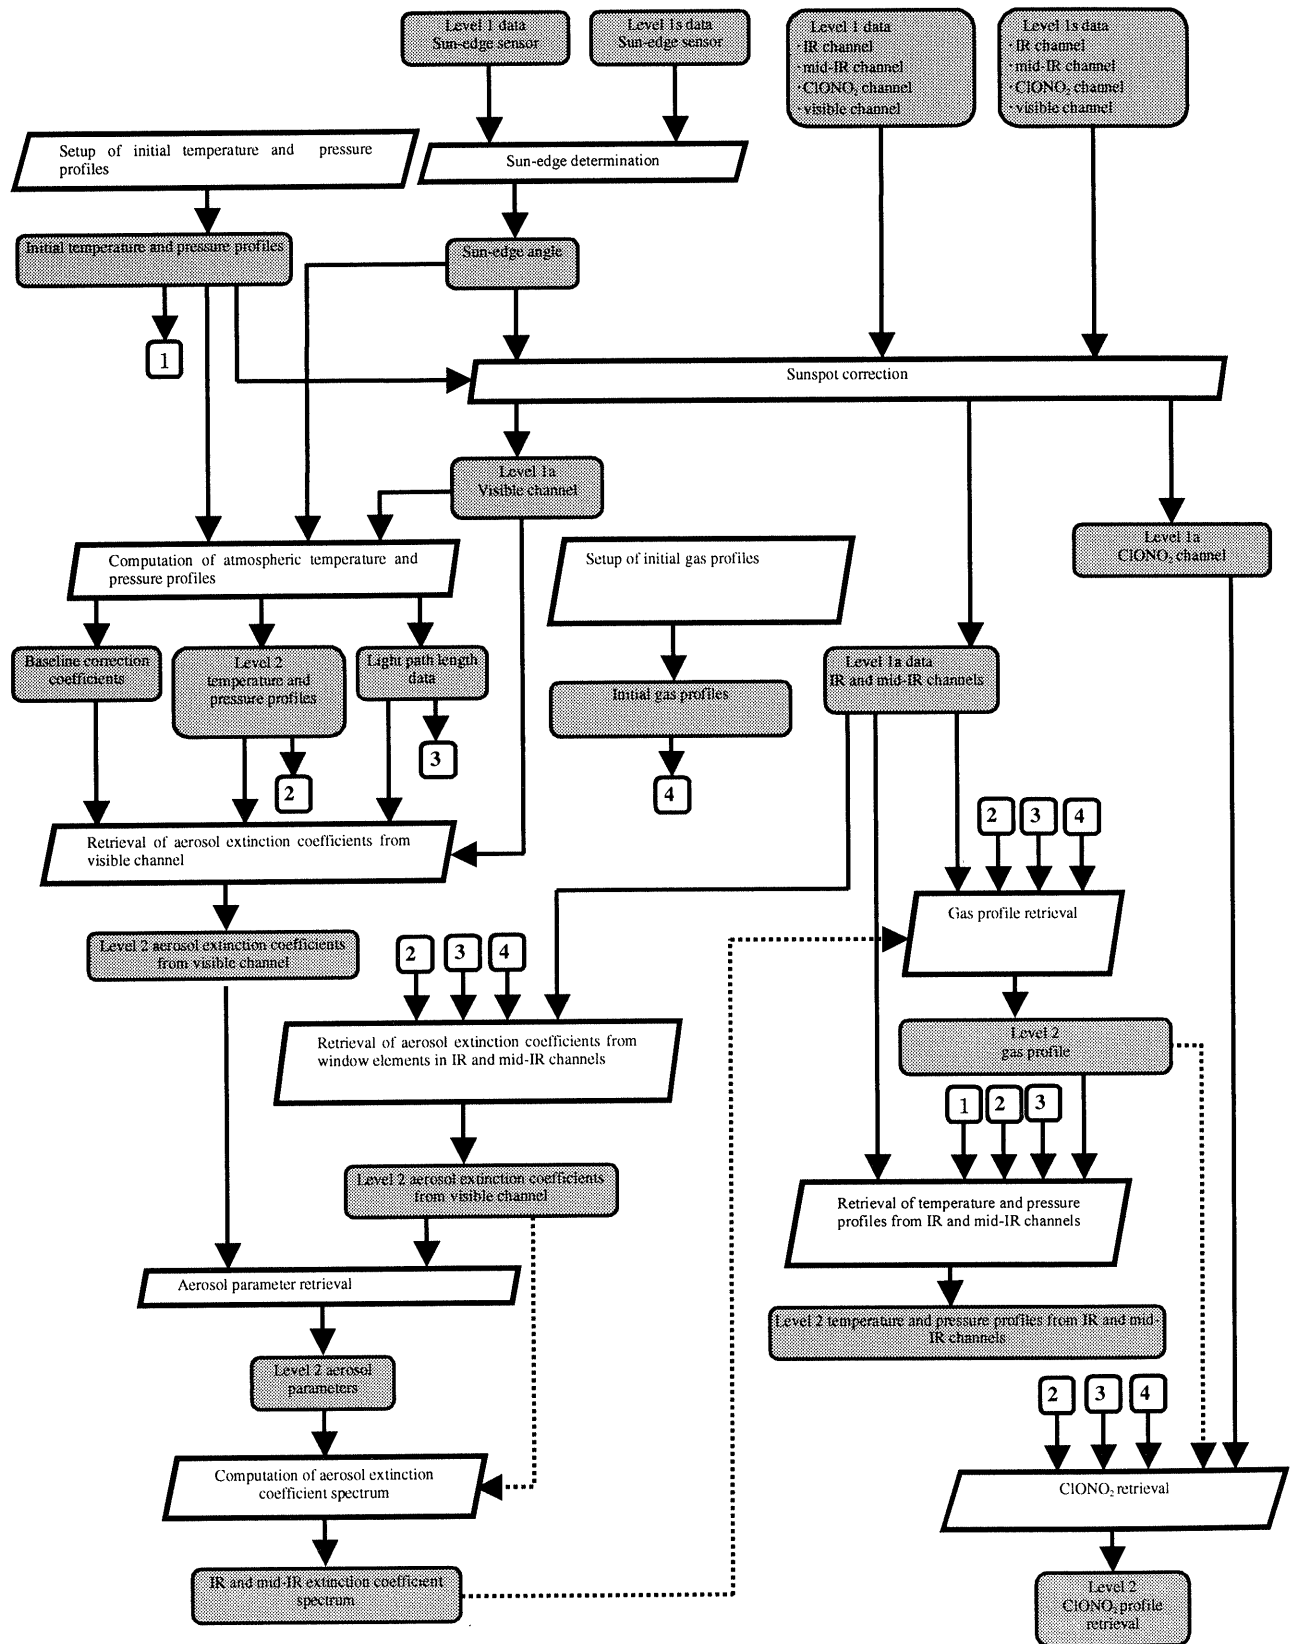 Level 1 data
Sun-edge sensor
Level 1s data
Sun-edge sensor
Level 1 data
·IR channel
·mid-IR channel
·ClONO₂ channel
·visible channel
Level 1s data
·IR channel
·mid-IR channel
·ClONO₂ channel
·visible channel
Setup of initial temperature and pressure
profiles
Sun-edge determination
Initial temperature and pressure profiles
Sun-edge angle
1
Sunspot correction
Level 1a
Visible channel
Level 1a
ClONO₂ channel
Computation of atmospheric temperature and
pressure profiles
Setup of initial gas profiles
Baseline correction
coefficients
Level 2
temperature and
pressure profiles
Light path length
data
Initial gas profiles
Level 1a data
IR and mid-IR channels
2
3
4
2
3
4
Retrieval of aerosol extinction coefficients from
visible channel
Gas profile retrieval
Level 2 aerosol extinction coefficients
from visible channel
2
3
4
Retrieval of aerosol extinction coefficients from
window elements in IR and mid-IR channels
Level 2
gas profile
1
2
3
Level 2 aerosol extinction coefficients
from visible channel
Retrieval of temperature and pressure
profiles from IR and mid-IR channels
Aerosol parameter retrieval
Level 2 temperature and pressure profiles from IR and mid-
IR channels
Level 2 aerosol
parameters
2
3
4
Computation of aerosol extinction
coefficient spectrum
ClONO₂ retrieval
IR and mid-IR extinction coefficient
spectrum
Level 2
ClONO₂ profile
retrieval